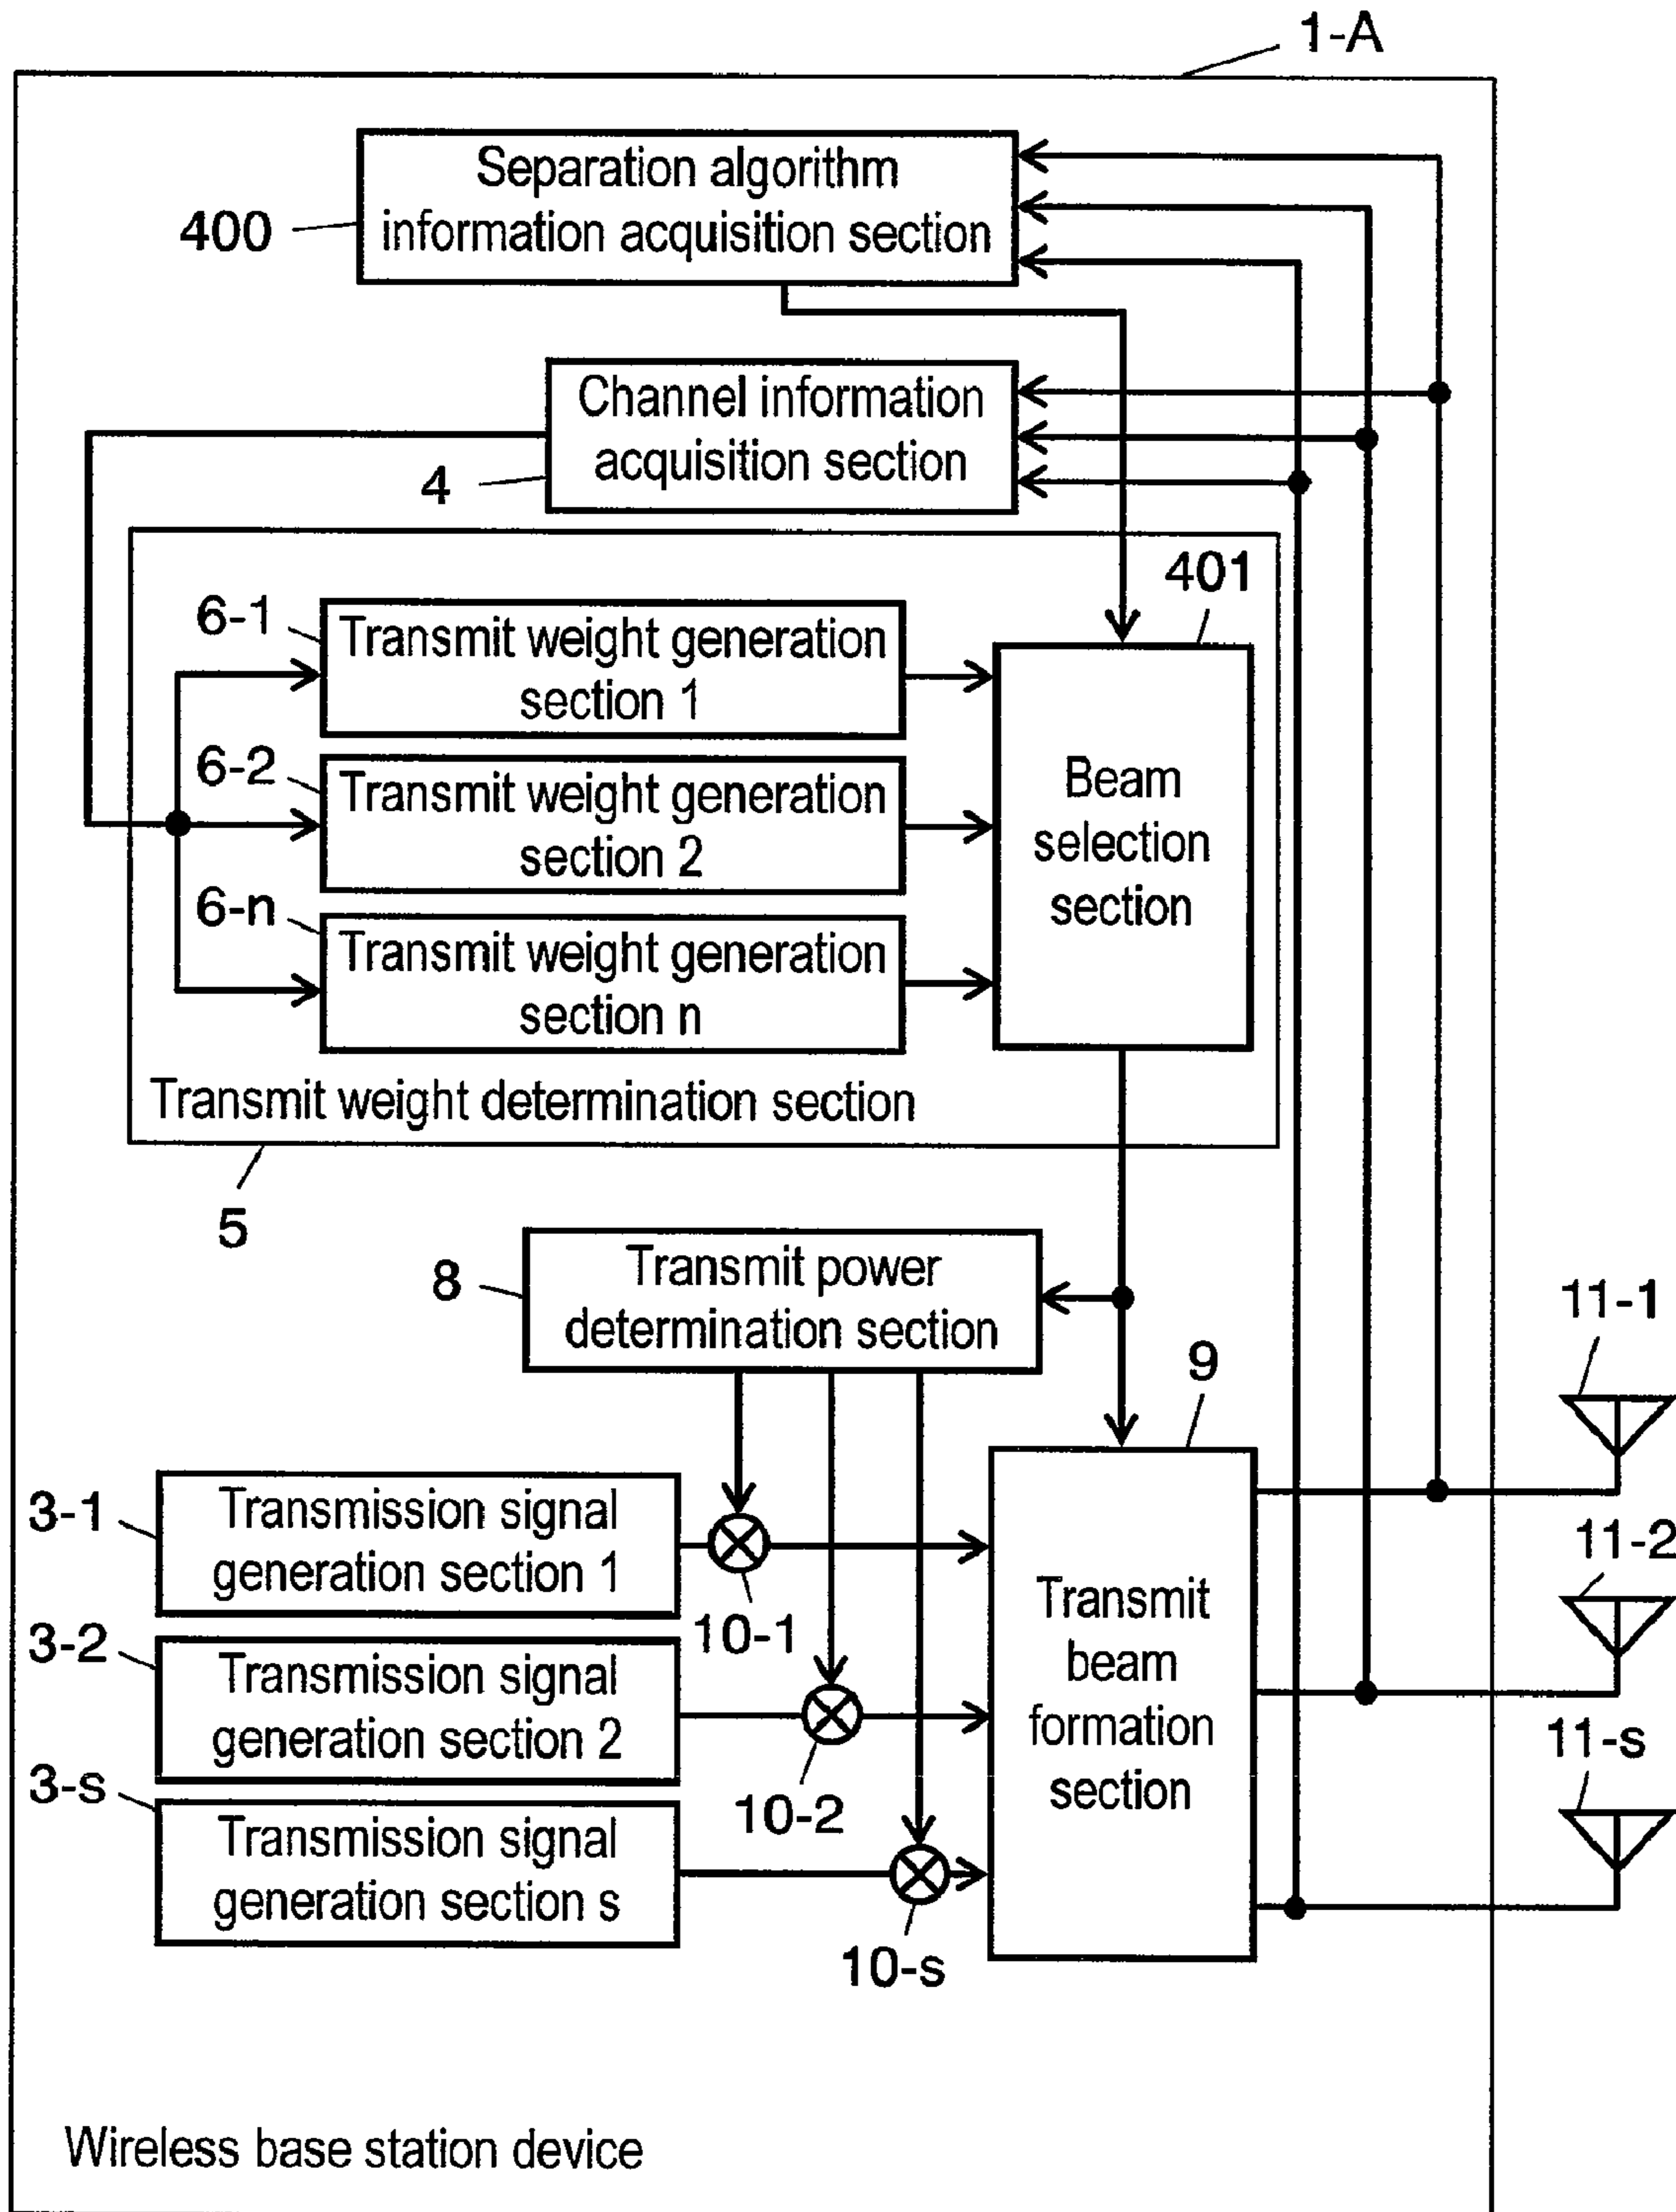 1-A
Separation algorithm
information acquisition section
400
Channel information
acquisition section
4
401
6-1
Transmit weight generation
section 1
6-2
Transmit weight generation
section 2
6-n
Transmit weight generation
section n
Beam
selection
section
Transmit weight determination section
5
8
Transmit power
determination section
9
11-1
3-1
Transmission signal
generation section 1
10-1
11-2
3-2
Transmission signal
generation section 2
10-2
Transmit
beam
formation
section
11-s
3-s
Transmission signal
generation section s
10-s
Wireless base station device